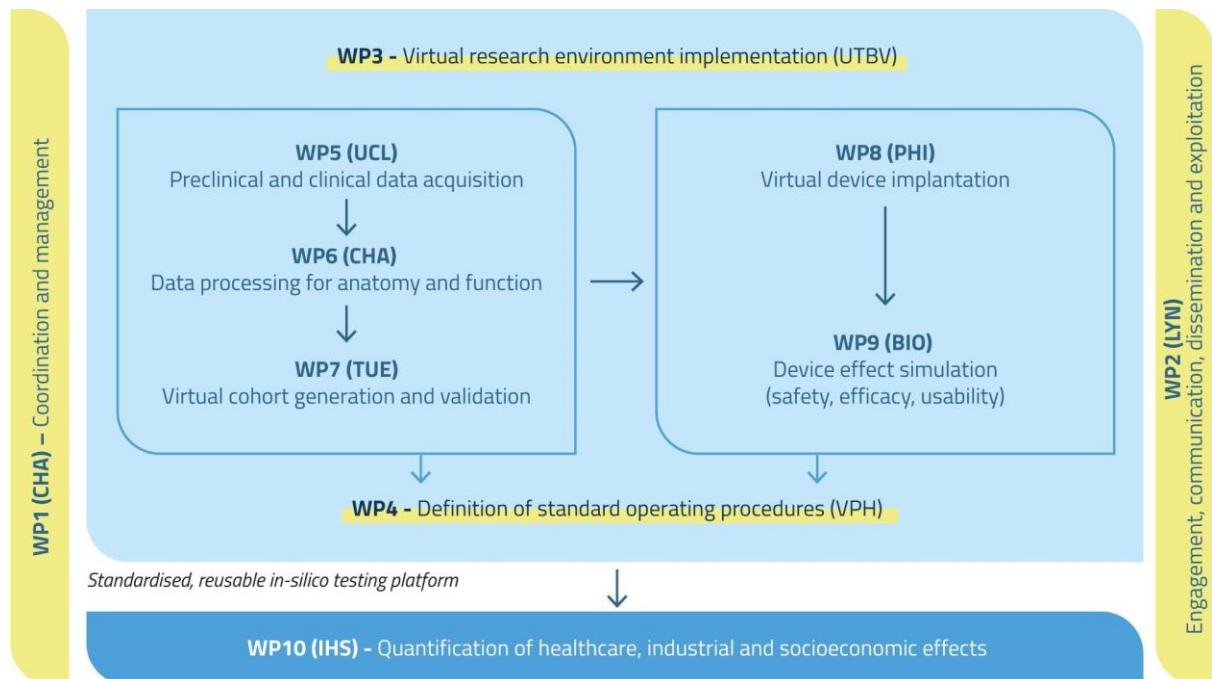 WP1 (CHA) – Coordination and management
WP3 - Virtual research environment implementation (UTBV)
WP5 (UCL)
Preclinical and clinical data acquisition
WP6 (CHA)
Data processing for anatomy and function
WP7 (TUE)
Virtual cohort generation and validation
WP8 (PHI)
Virtual device implantation
WP9 (BIO)
Device effect simulation
(safety, efficacy, usability)
WP4 - Definition of standard operating procedures (VPH)
Standardised, reusable in-silico testing platform
WP10 (IHS) - Quantification of healthcare, industrial and socioeconomic effects
WP2 (LYN)
Engagement, communication, dissemination and exploitation